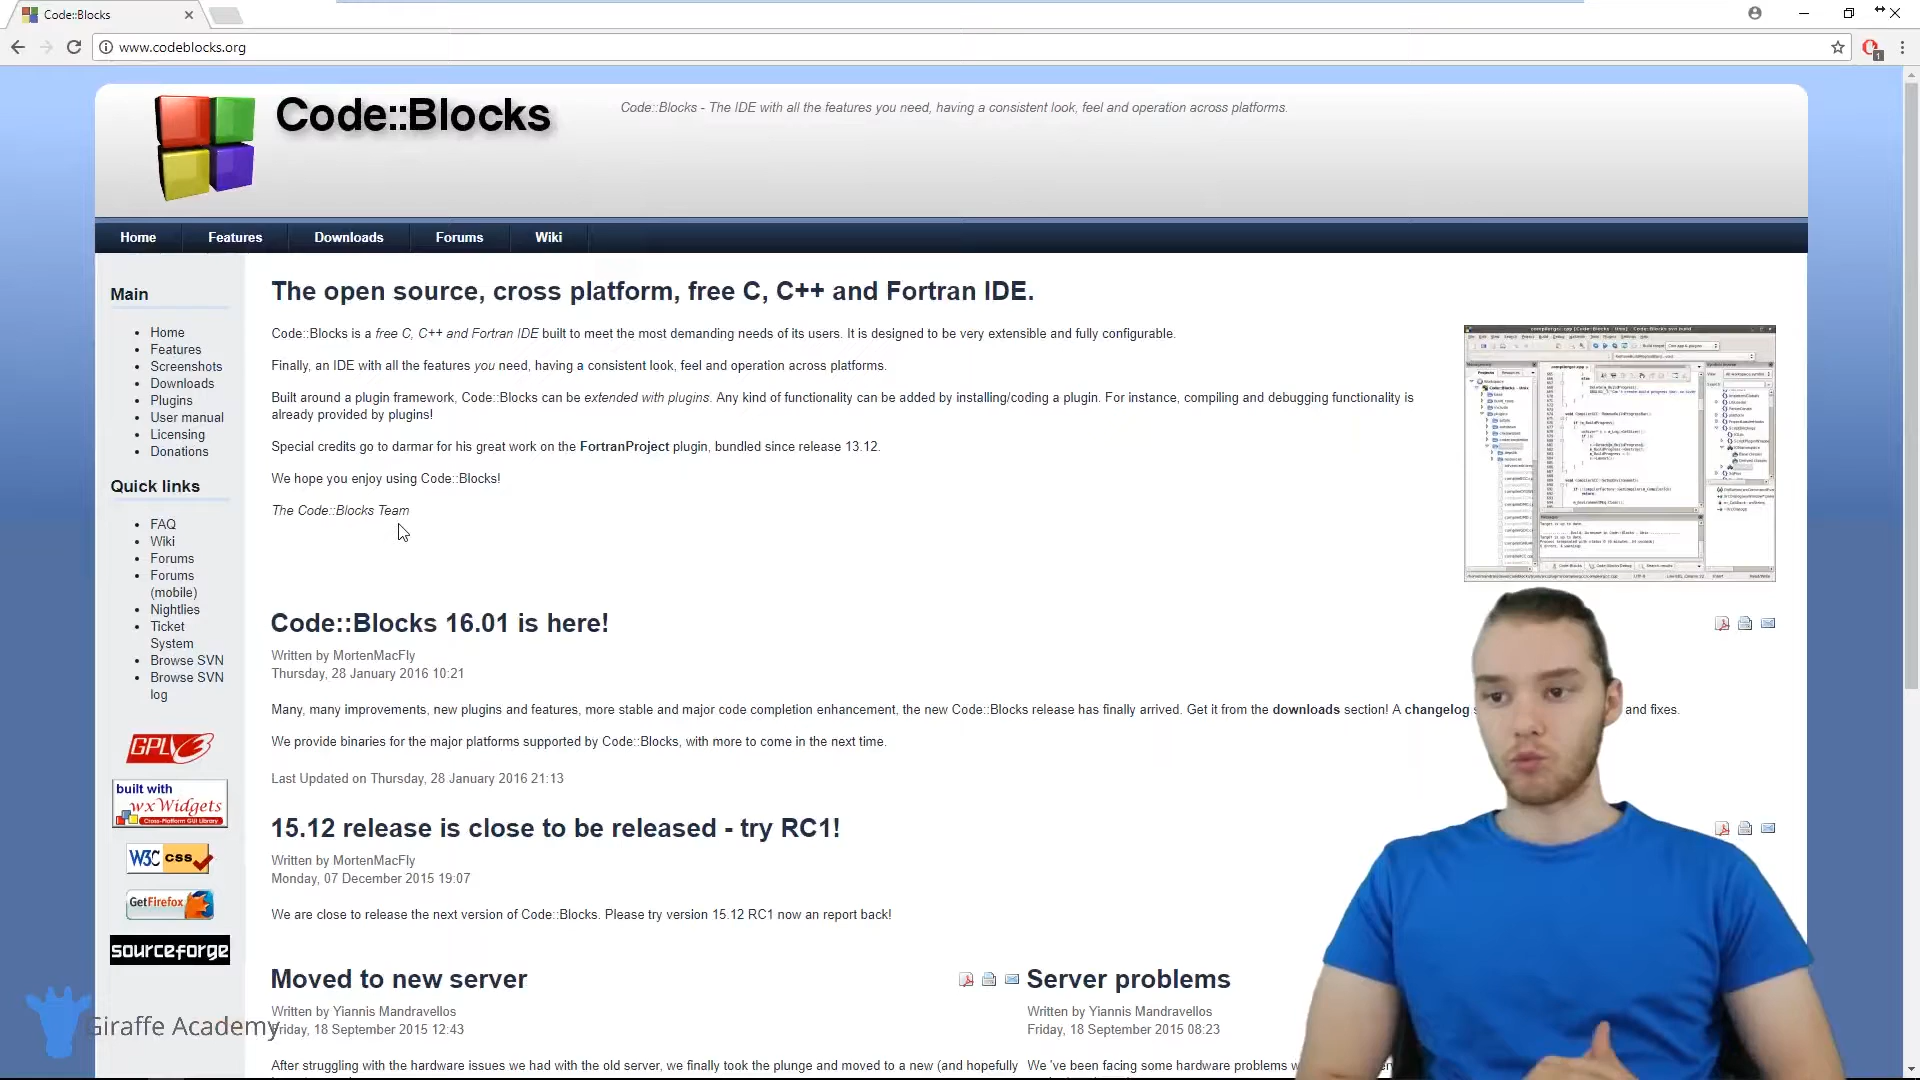 Code::Blocks
www.codeblocks.org
1
Code::Blocks
Code::Blocks - The IDE with all the features you need, having a consistent look, feel and operation across platforms.
Home
Features
Downloads
Forums
Wiki
Main
Home
Features
Screenshots
Downloads
Plugins
User manual
Licensing
Donations
Quick links
FAQ
Wiki
Forums
Forums
(mobile)
Nightlies
Ticket
System
Browse SVN
Browse SVN
log
GPL v3
built with
wxWidgets
Cross-Platform GUI Library
W3C css
GetFirefox
sourceforge
Giraffe Academy
The open source, cross platform, free C, C++ and Fortran IDE.
Code::Blocks is a free C, C++ and Fortran IDE built to meet the most demanding needs of its users. It is designed to be very extensible and fully configurable.
Finally, an IDE with all the features you need, having a consistent look, feel and operation across platforms.
Built around a plugin framework, Code::Blocks can be extended with plugins. Any kind of functionality can be added by installing/coding a plugin. For instance, compiling and debugging functionality is
already provided by plugins!
Special credits go to darmar for his great work on the FortranProject plugin, bundled since release 13.12.
We hope you enjoy using Code::Blocks!
The Code::Blocks Team
Code::Blocks 16.01 is here!
Written by MortenMacFly
Thursday, 28 January 2016 10:21
Many, many improvements, new plugins and features, more stable and major code completion enhancement, the new Code::Blocks release has finally arrived. Get it from the downloads section! A changelog and fixes.
We provide binaries for the major platforms supported by Code::Blocks, with more to come in the next time.
Last Updated on Thursday, 28 January 2016 21:13
15.12 release is close to be released - try RC1!
Written by MortenMacFly
Monday, 07 December 2015 19:07
We are close to release the next version of Code::Blocks. Please try version 15.12 RC1 now an report back!
Moved to new server
Written by Yiannis Mandravellos
Friday, 18 September 2015 12:43
After struggling with the hardware issues we had with the old server, we finally took the plunge and moved to a new (and hopefully
Server problems
Written by Yiannis Mandravellos
Friday, 18 September 2015 08:23
We 've been facing some hardware problems